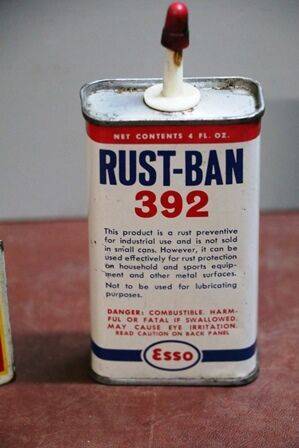 NET CONTENTS 4 FL. OZ.
RUST-BAN
392
This product is a rust preventive
for industrial use and is not sold
in small cans. However, it can be
used effectively for rust protection
on household and sports equip-
ment and other metal surfaces.
Not to be used for lubricating
purposes.
DANGER: COMBUSTIBLE. HARM-
FUL OR FATAL IF SWALLOWED.
MAY CAUSE EYE IRRITATION.
READ CAUTION ON BACK PANEL
Esso